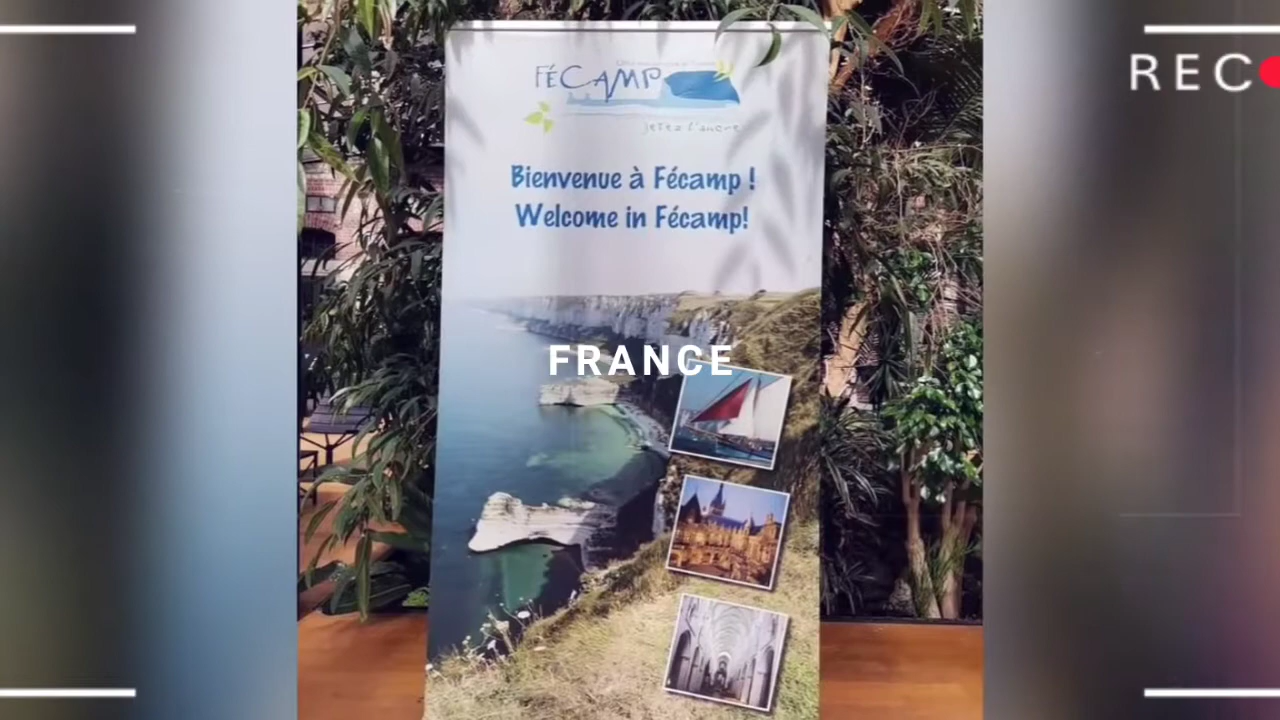 FÉCAMP
jetez l'ancre
Bienvenue à Fécamp !
Welcome in Fécamp!
FRANCE
REC